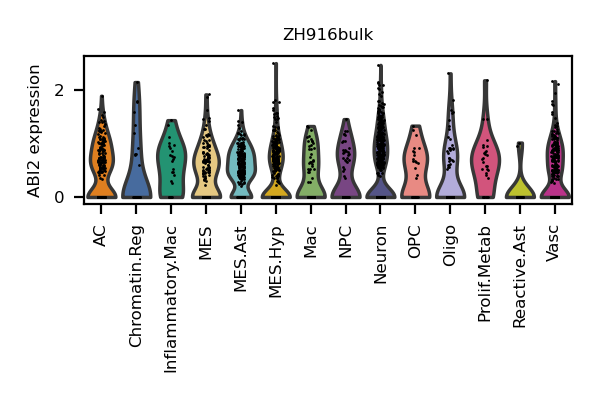 ZH916bulk
ABI2 expression
2
0
AC
Chromatin.Reg
Inflammatory.Mac
MES
MES.Ast
MES.Hyp
Mac
NPC
Neuron
OPC
Oligo
Prolif.Metab
Reactive.Ast
Vasc